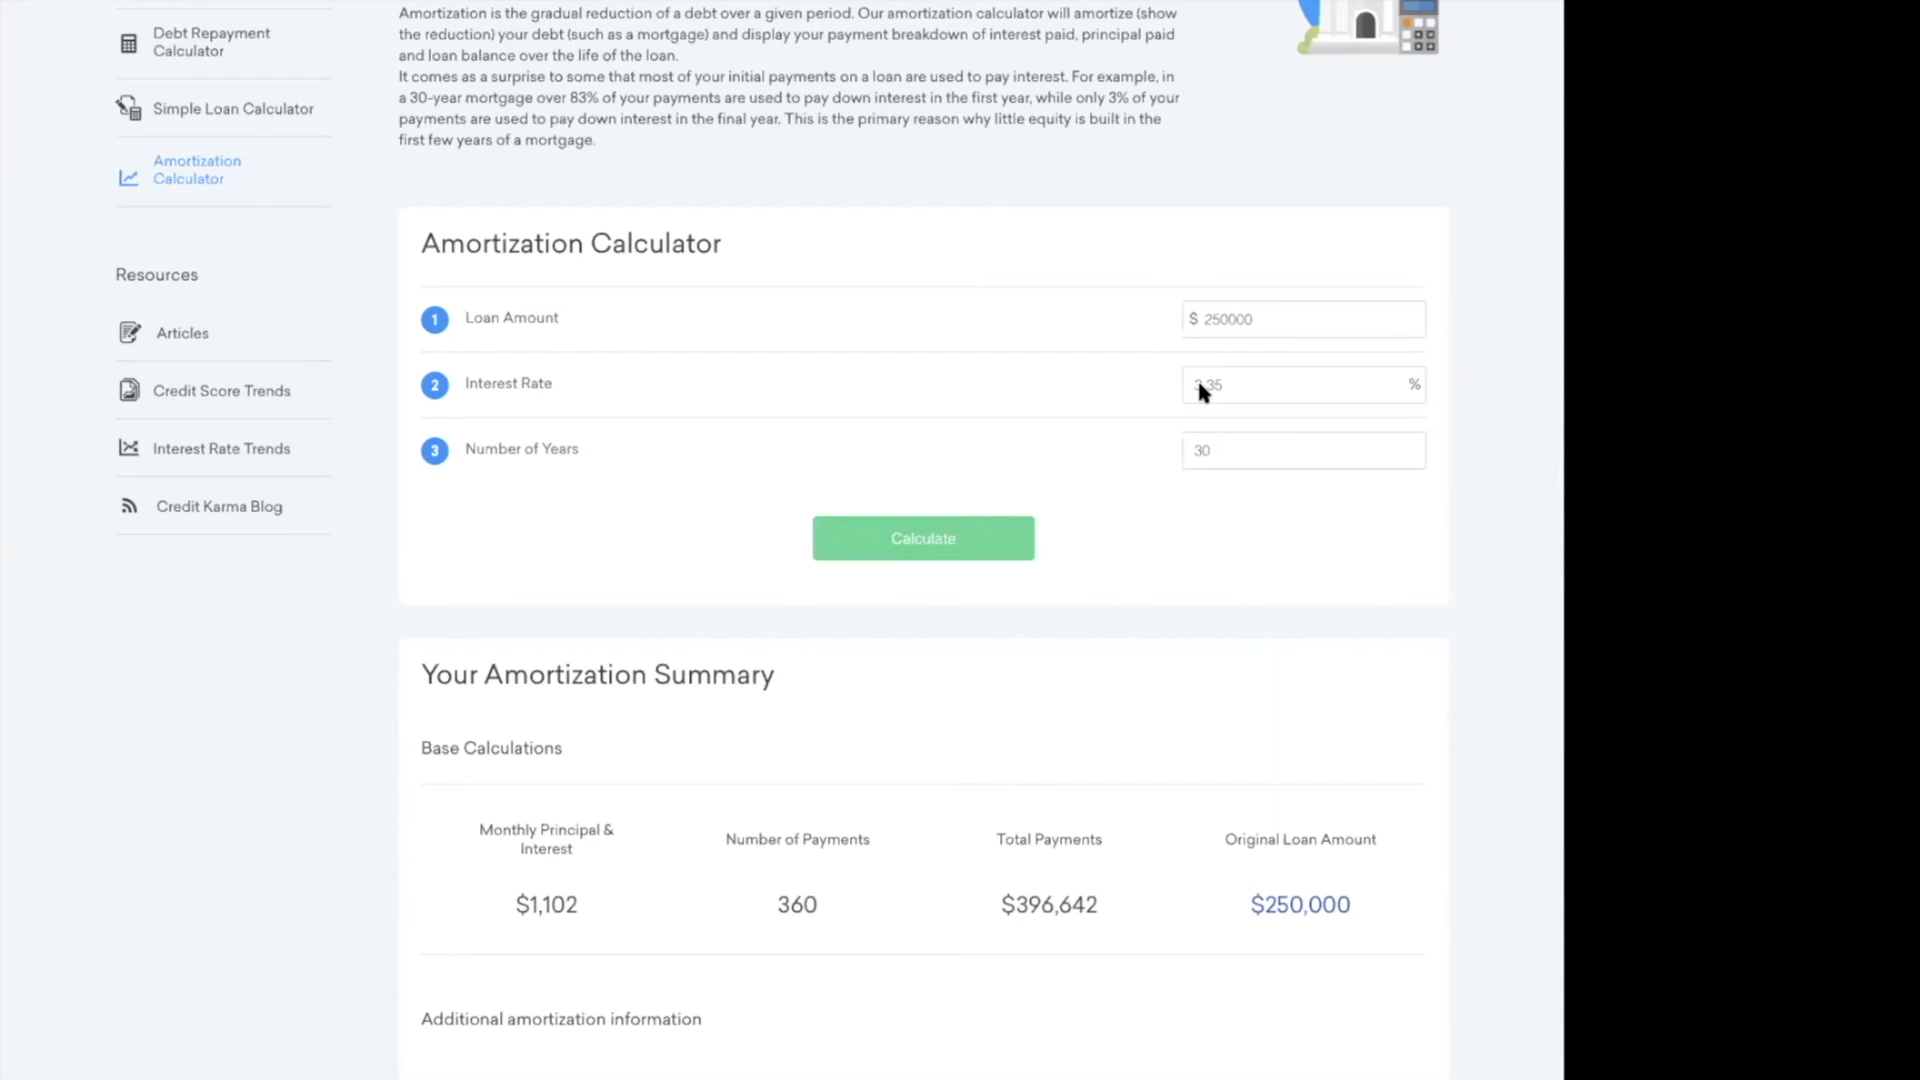 Debt Repayment
Calculator
Simple Loan Calculator
Amortization
Calculator
Resources
Articles
Credit Score Trends
Interest Rate Trends
Credit Karma Blog
Amortization is the gradual reduction of a debt over a given period. Our amortization calculator will amortize (show
the reduction) your debt (such as a mortgage) and display your payment breakdown of interest paid, principal paid
and loan balance over the life of the loan.
It comes as a surprise to some that most of your initial payments on a loan are used to pay interest. For example, in
a 30-year mortgage over 83% of your payments are used to pay down interest in the first year, while only 3% of your
payments are used to pay down interest in the final year. This is the primary reason why little equity is built in the
first few years of a mortgage.
Amortization Calculator
1 Loan Amount $ 250000
2 Interest Rate 3.35 %
3 Number of Years 30
Calculate
Your Amortization Summary
Base Calculations
Monthly Principal &
Interest
Number of Payments
Total Payments
Original Loan Amount
$1,102 360 $396,642 $250,000
Additional amortization information